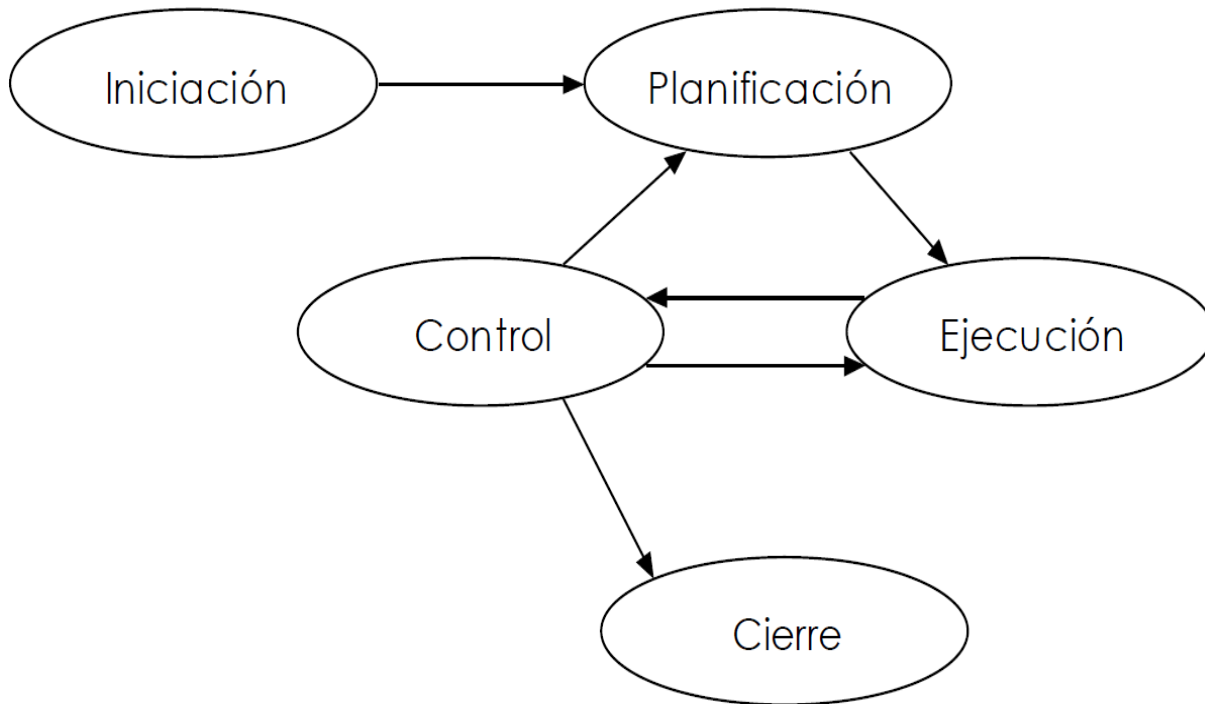 Iniciación
Planificación
Control
Ejecución
Cierre